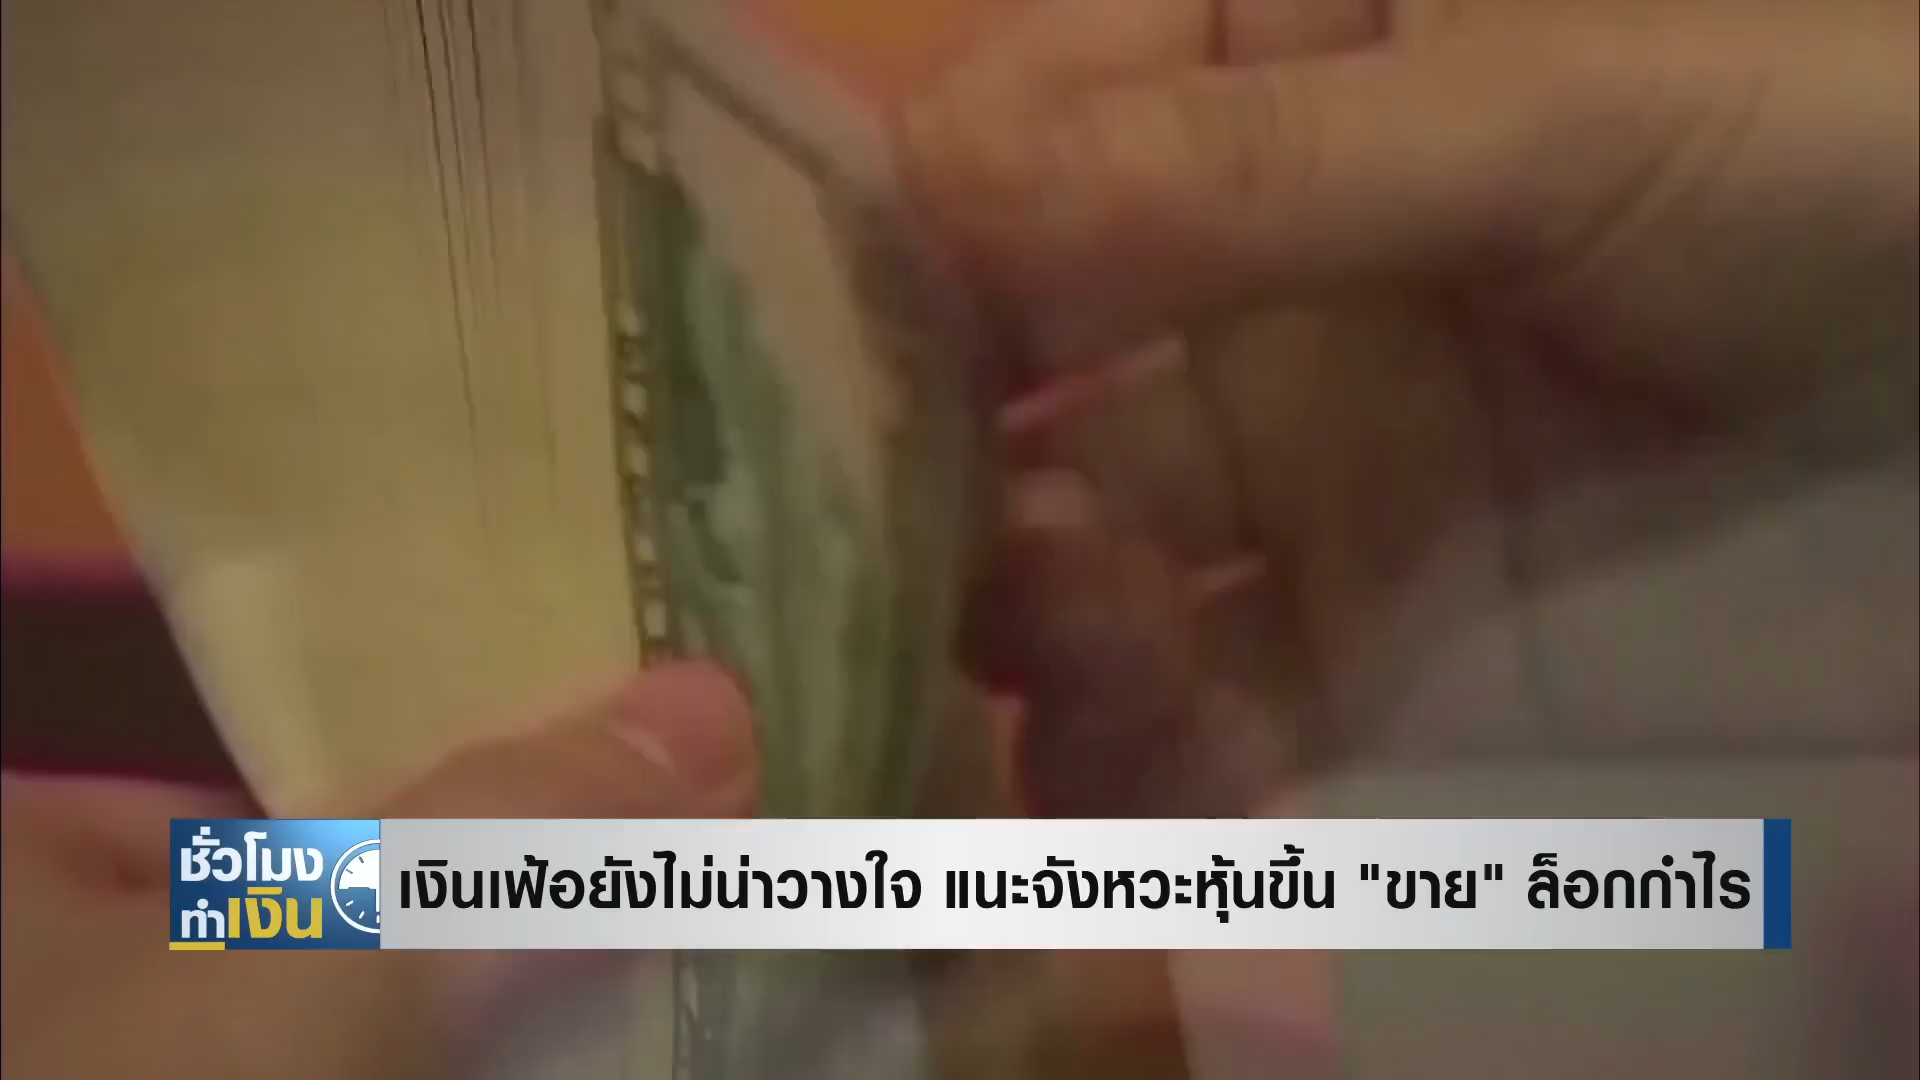 ชั่วโมง
ทำเงิน
เงินเฟ้อยังไม่น่าวางใจ แนะจังหวะหุ้นขึ้น "ขาย" ล็อกกำไร